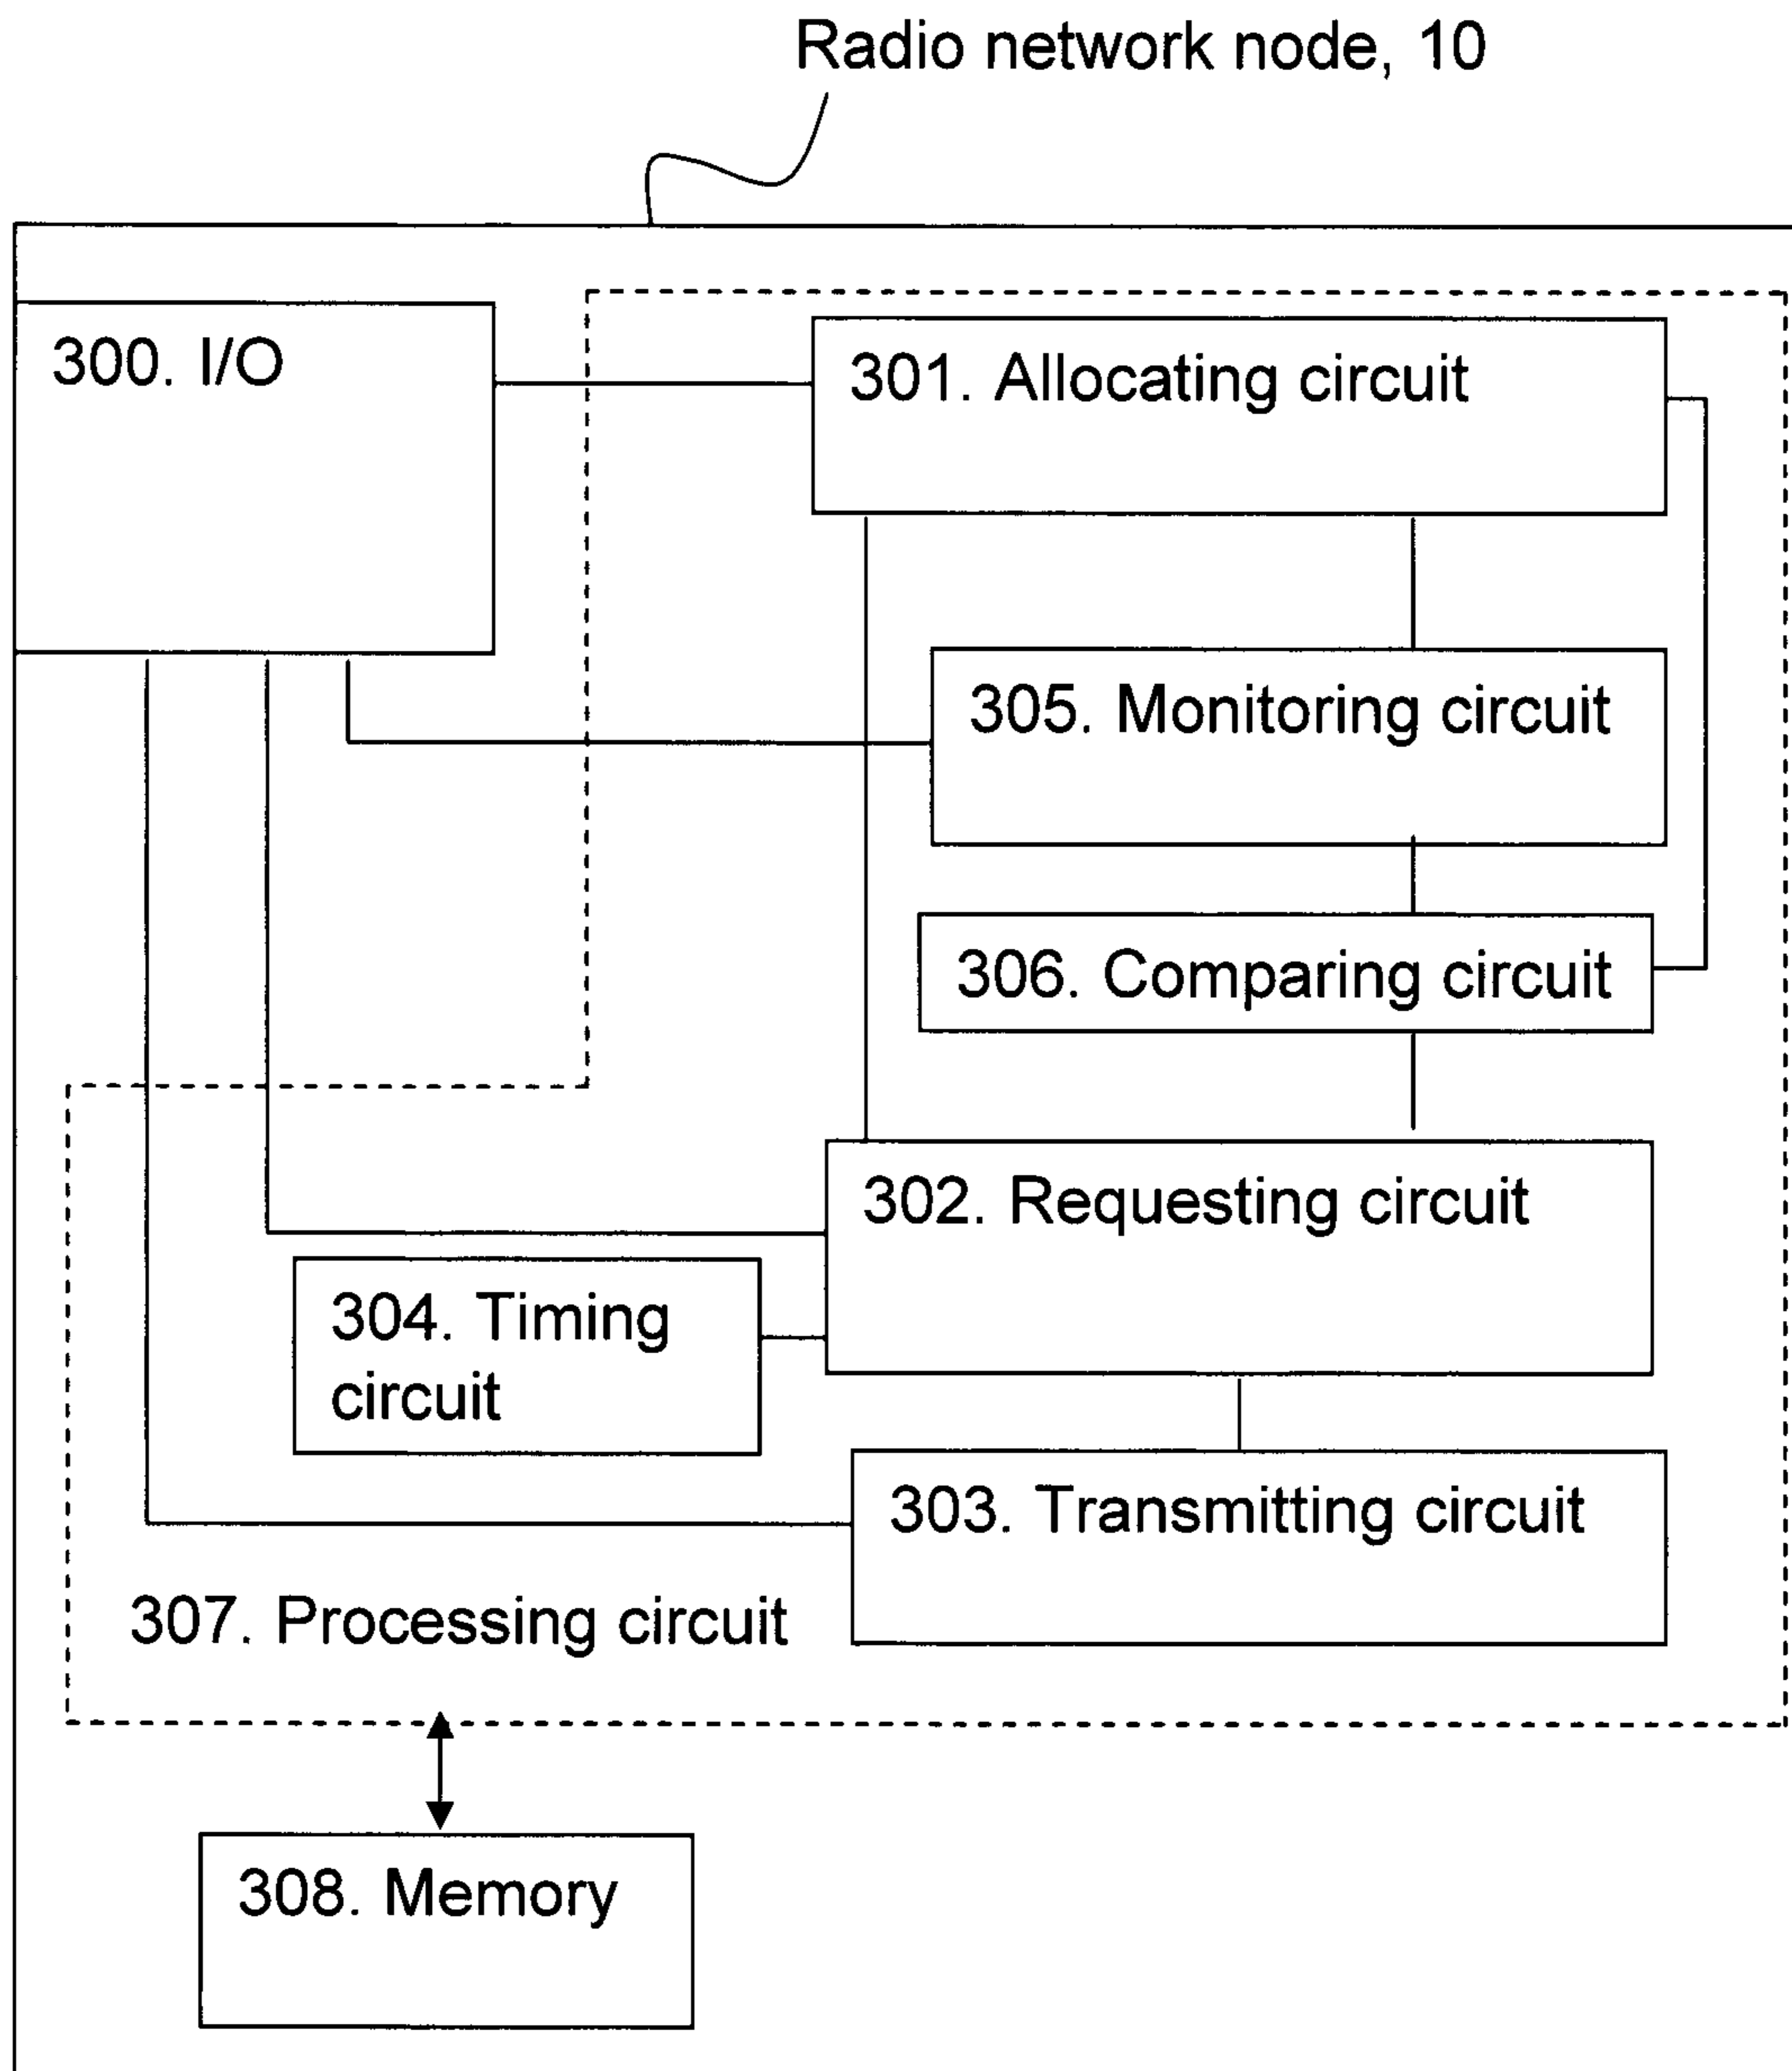 Radio network node, 10
300. I/O
301. Allocating circuit
305. Monitoring circuit
306. Comparing circuit
302. Requesting circuit
304. Timing
circuit
303. Transmitting circuit
307. Processing circuit
308. Memory